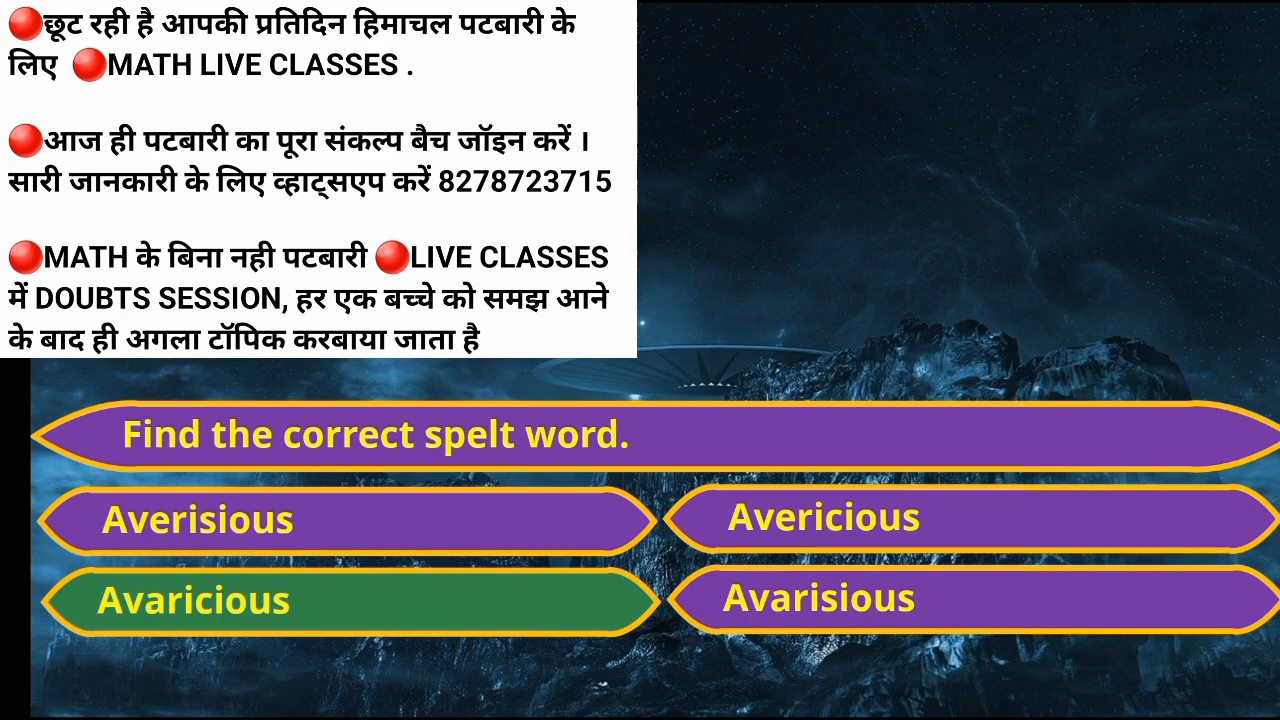 🔴छूट रही है आपकी प्रतिदिन हिमाचल पटबारी के
लिए 🔴MATH LIVE CLASSES .
🔴आज ही पटबारी का पूरा संकल्प बैच जॉइन करें ।
सारी जानकारी के लिए व्हाट्सएप करें 8278723715
🔴MATH के बिना नही पटबारी 🔴LIVE CLASSES
में DOUBTS SESSION, हर एक बच्चे को समझ आने
के बाद ही अगला टॉपिक करबाया जाता है
Find the correct spelt word.
Averisious
Avericious
Avaricious
Avarisious